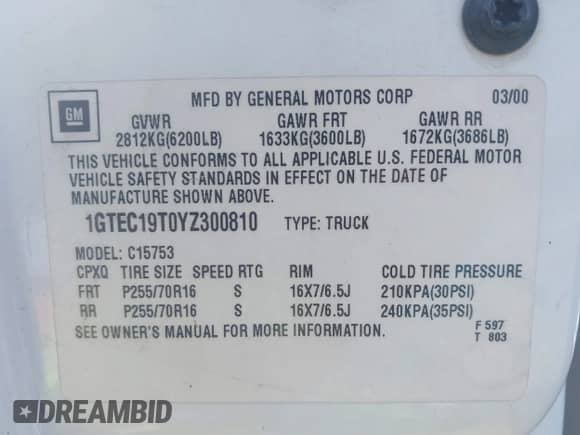 GM
MFD BY GENERAL MOTORS CORP 03/00
GVWR GAWR FRT GAWR RR
2812KG(6200LB) 1633KG(3600LB) 1672KG(3686LB)
THIS VEHICLE CONFORMS TO ALL APPLICABLE U.S. FEDERAL MOTOR
VEHICLE SAFETY STANDARDS IN EFFECT ON THE DATE OF
MANUFACTURE SHOWN ABOVE.
1GTEC19T0YZ300810 TYPE: TRUCK
MODEL: C15753
CPXQ TIRE SIZE SPEED RTG RIM COLD TIRE PRESSURE
FRT P255/70R16 S 16X7/6.5J 210KPA(30PSI)
RR P255/70R16 S 16X7/6.5J 240KPA(35PSI)
SEE OWNER'S MANUAL FOR MORE INFORMATION. F 597
T 803
DREAMBID